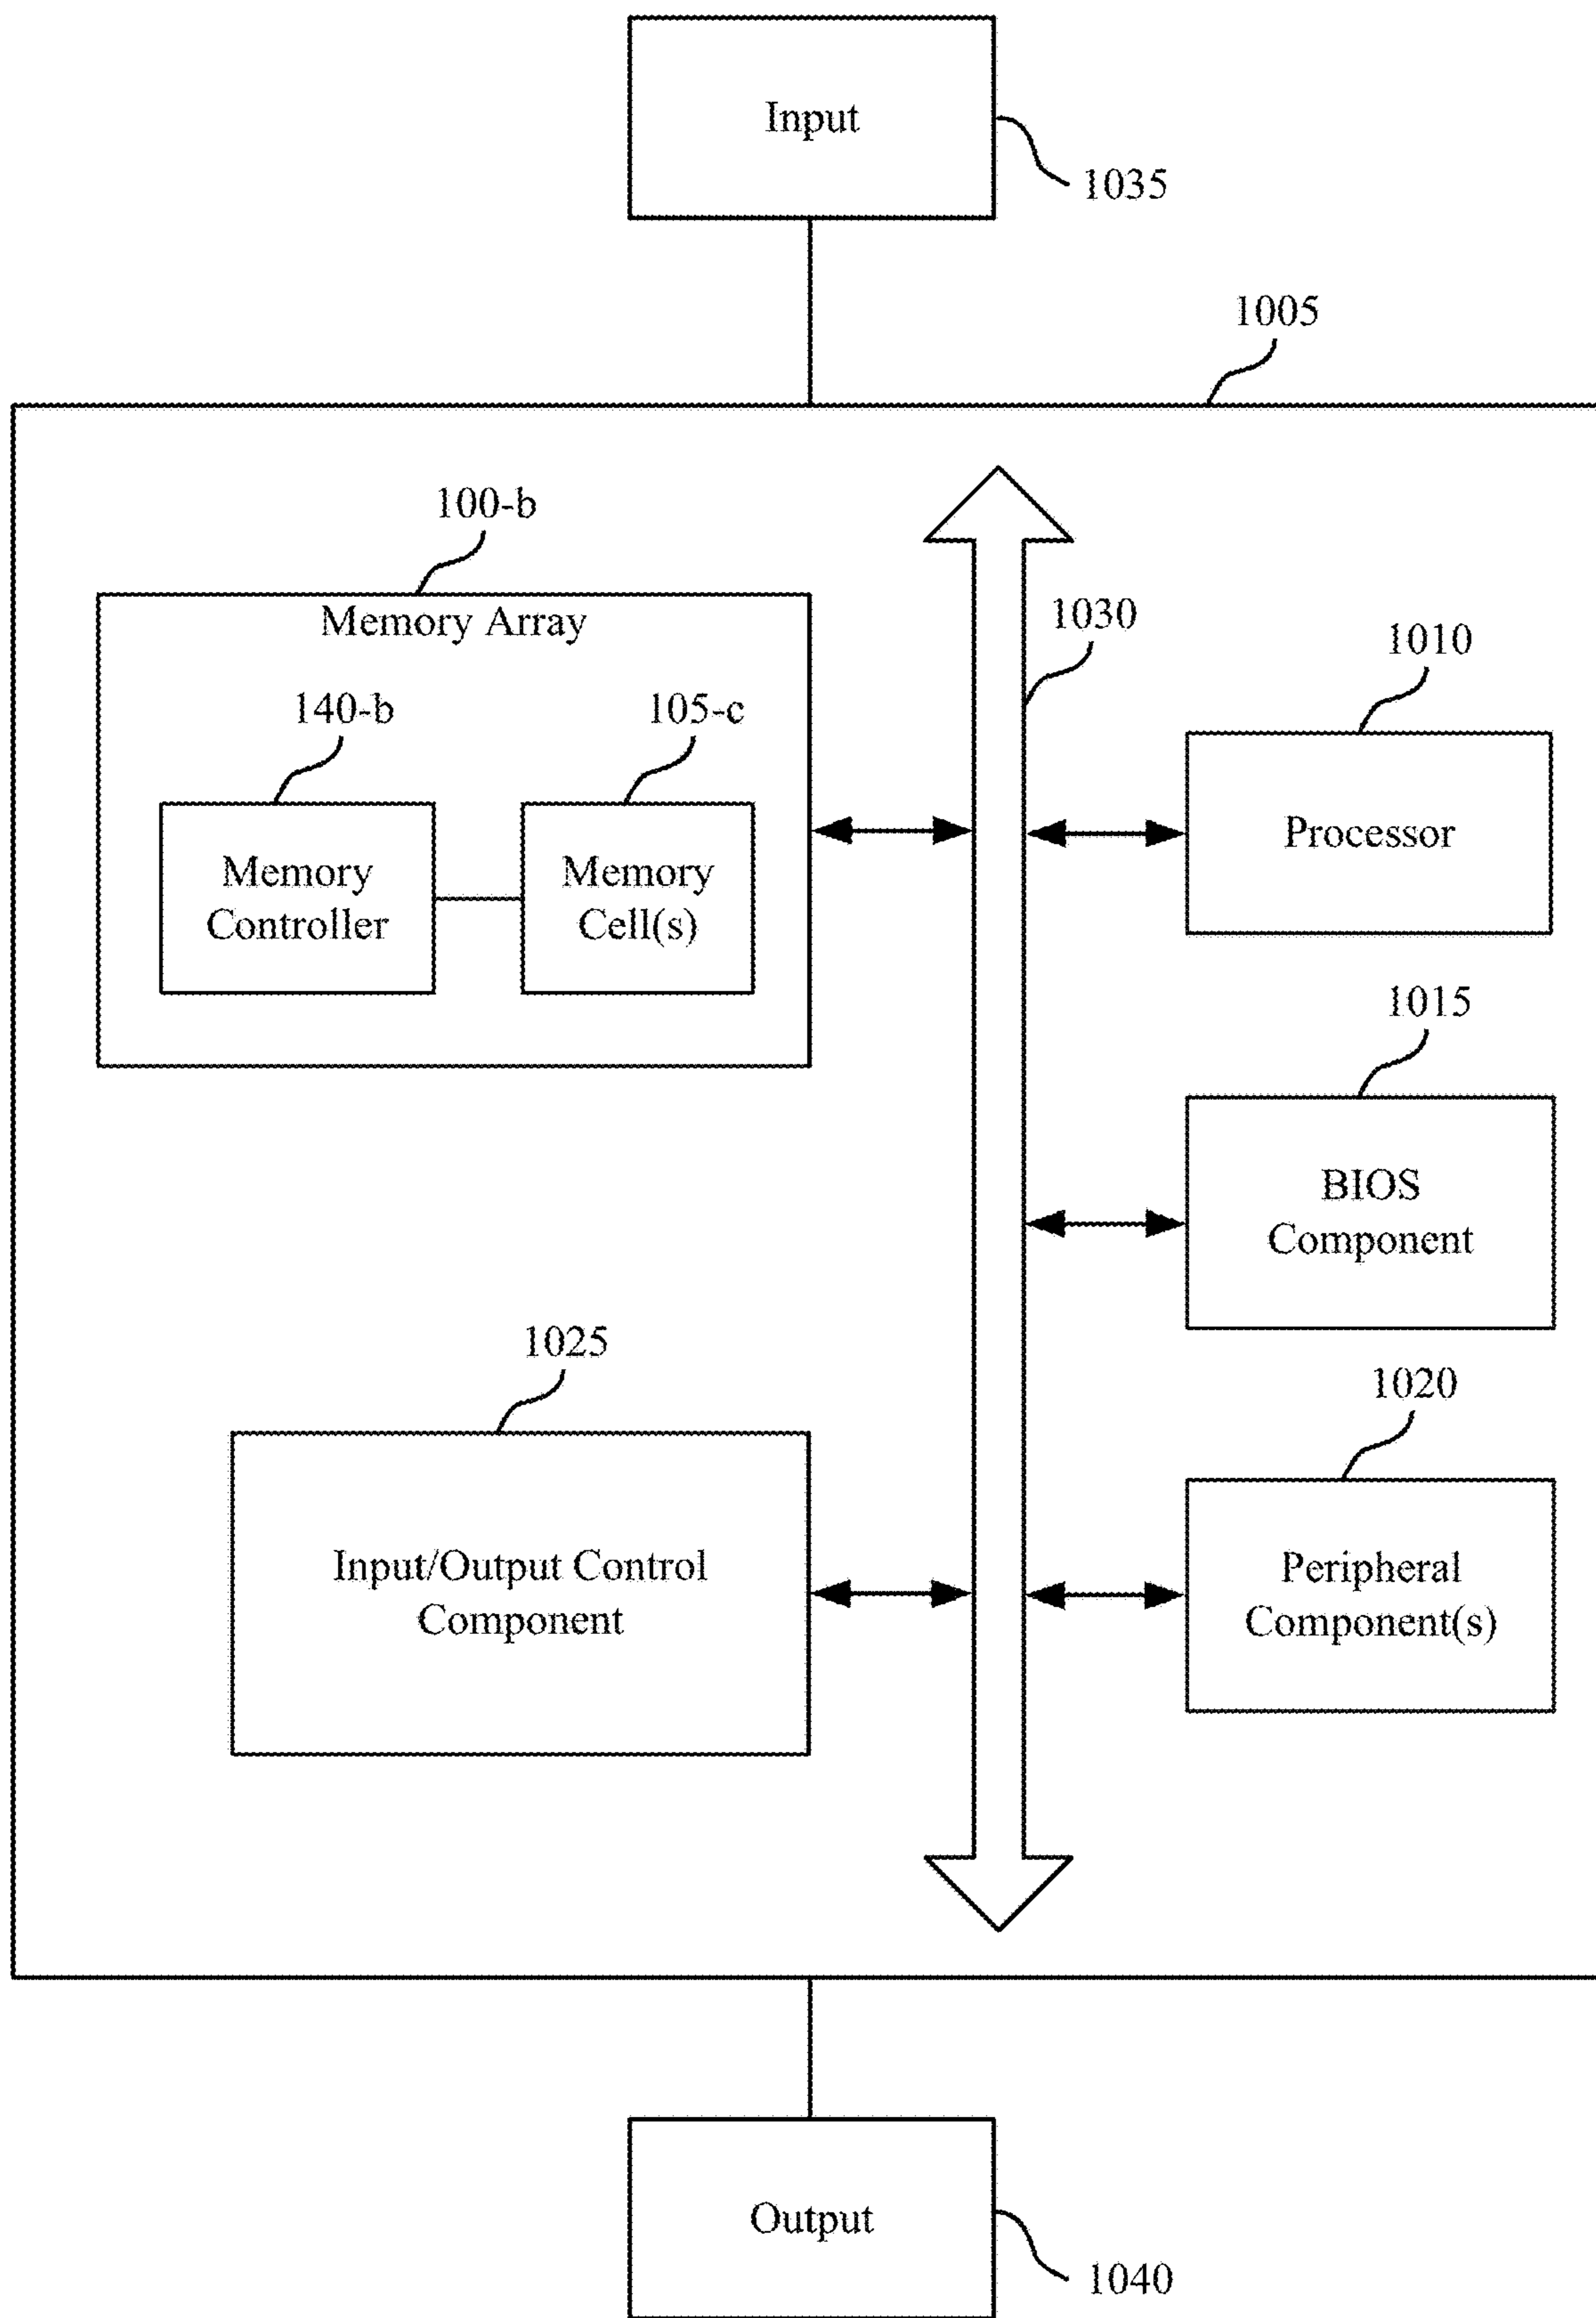 Input
1035
1005
100-b
Memory Array
1030
1010
140-b
105-c
Memory
Controller
Memory
Cell(s)
Processor
1015
BIOS
Component
1025
1020
Input/Output Control
Component
Peripheral
Component(s)
Output
1040